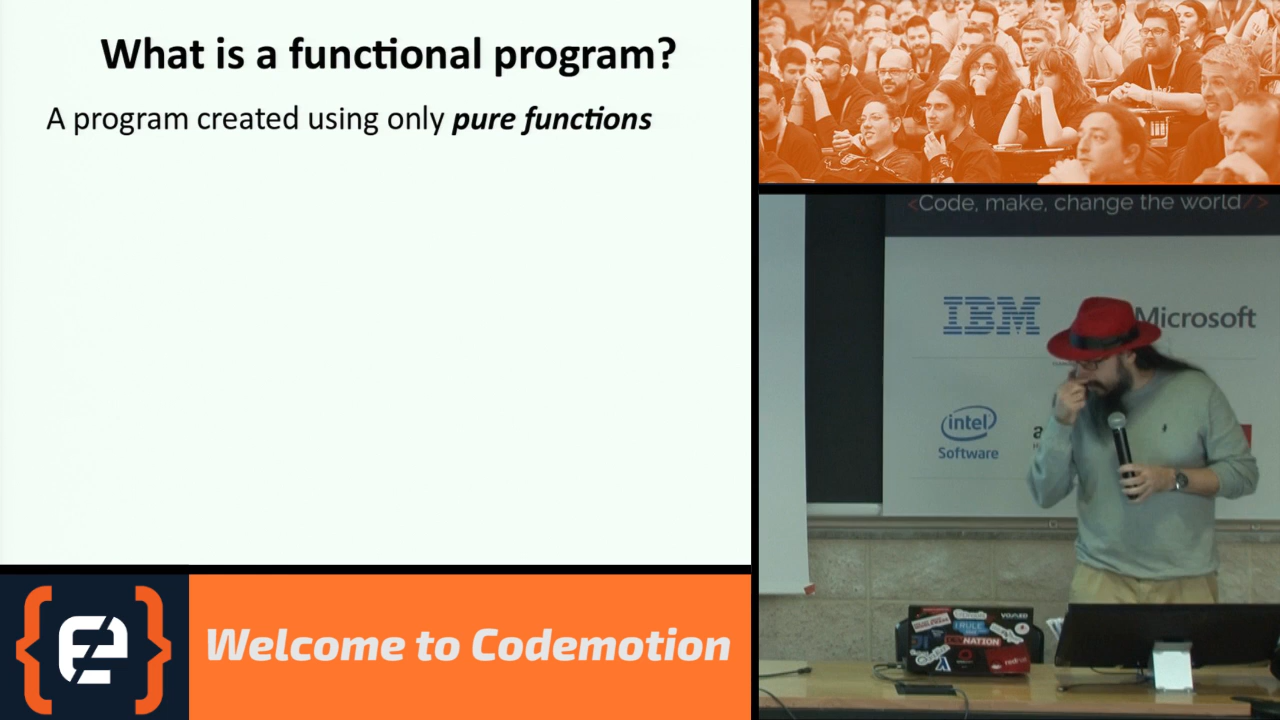 What is a functional program?
A program created using only pure functions
<Code, make, change the world/>
IBM
Microsoft
intel
Software
Welcome to Codemotion